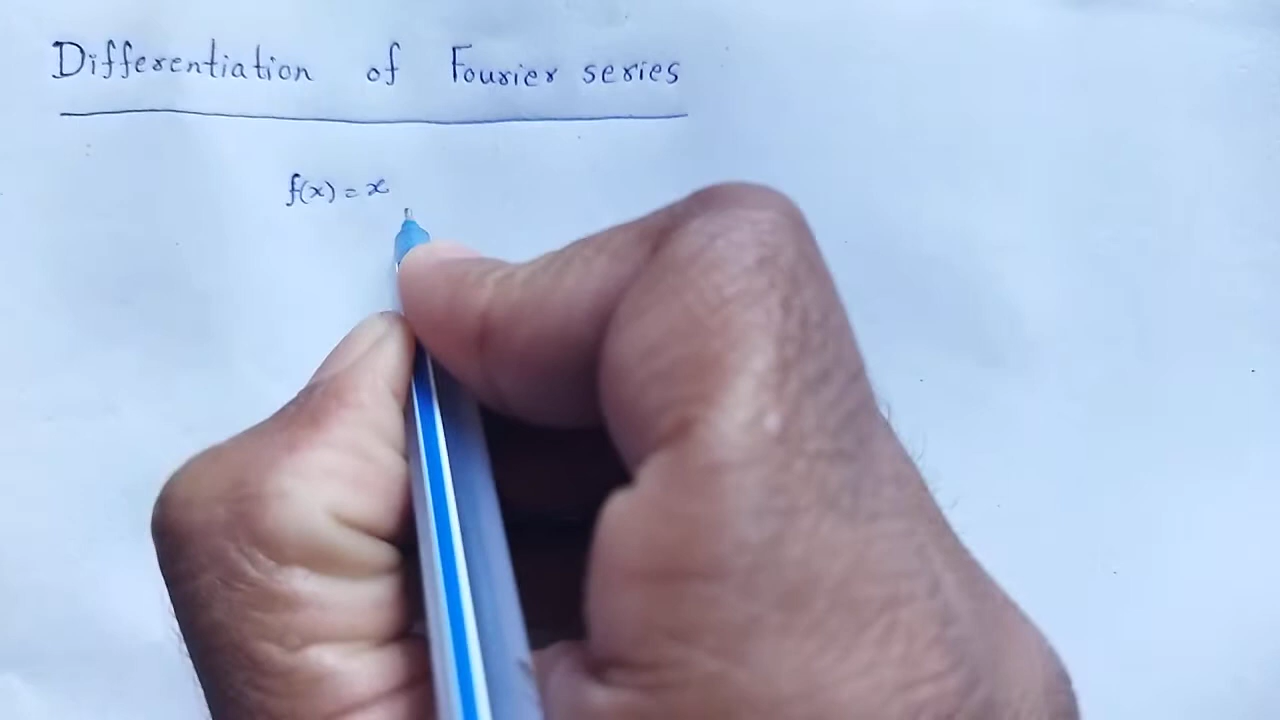 Differentiation of Fourier series
f(x) = x